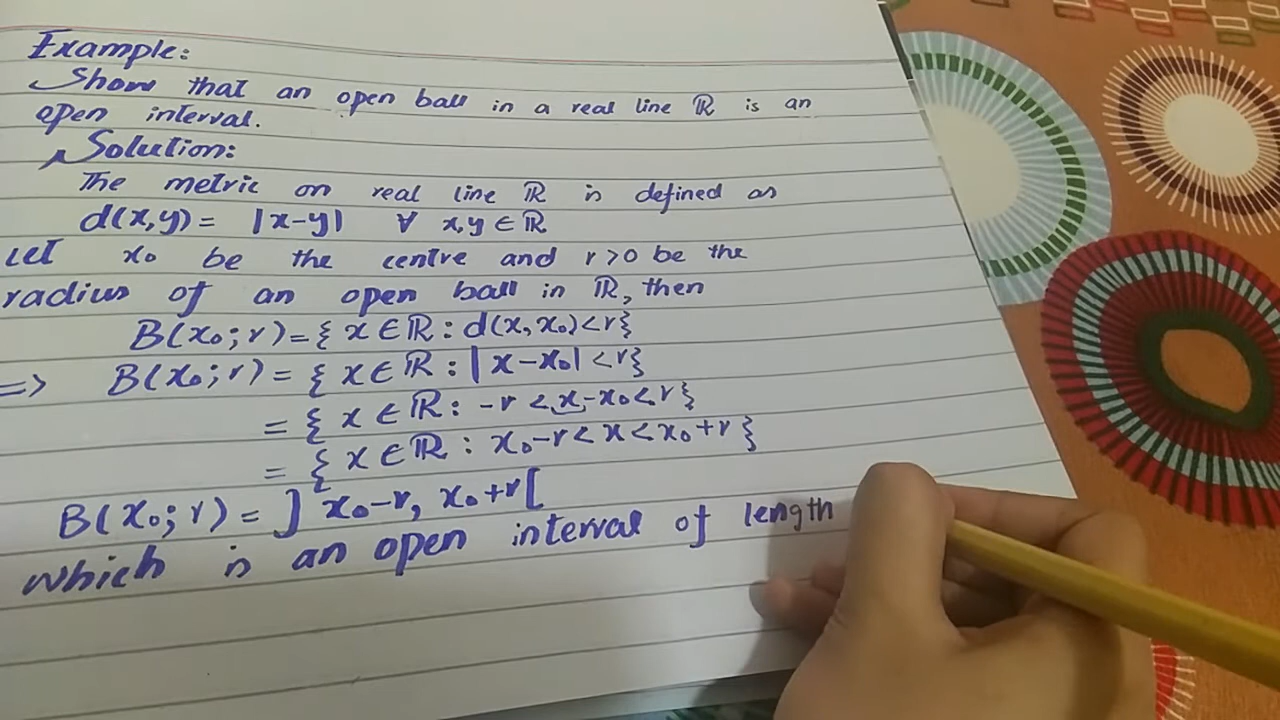 Example:
Show that an open ball in a real line ℝ is an
open interval.
Solution:
The metric on real line ℝ is defined as
d(x,y) = |x-y| ∀ x,y ∈ ℝ
Let x₀ be the centre and r>0 be the
radius of an open ball in ℝ, then
B(x₀;r) = { x ∈ ℝ : d(x, x₀) < r}
=> B(x₀;r) = { x ∈ ℝ : |x-x₀| < r}
= { x ∈ ℝ : -r < x-x₀ < r}
= { x ∈ ℝ : x₀-r < x < x₀+r }
B(x₀;r) = ] x₀-r, x₀+r [
which is an open interval of length